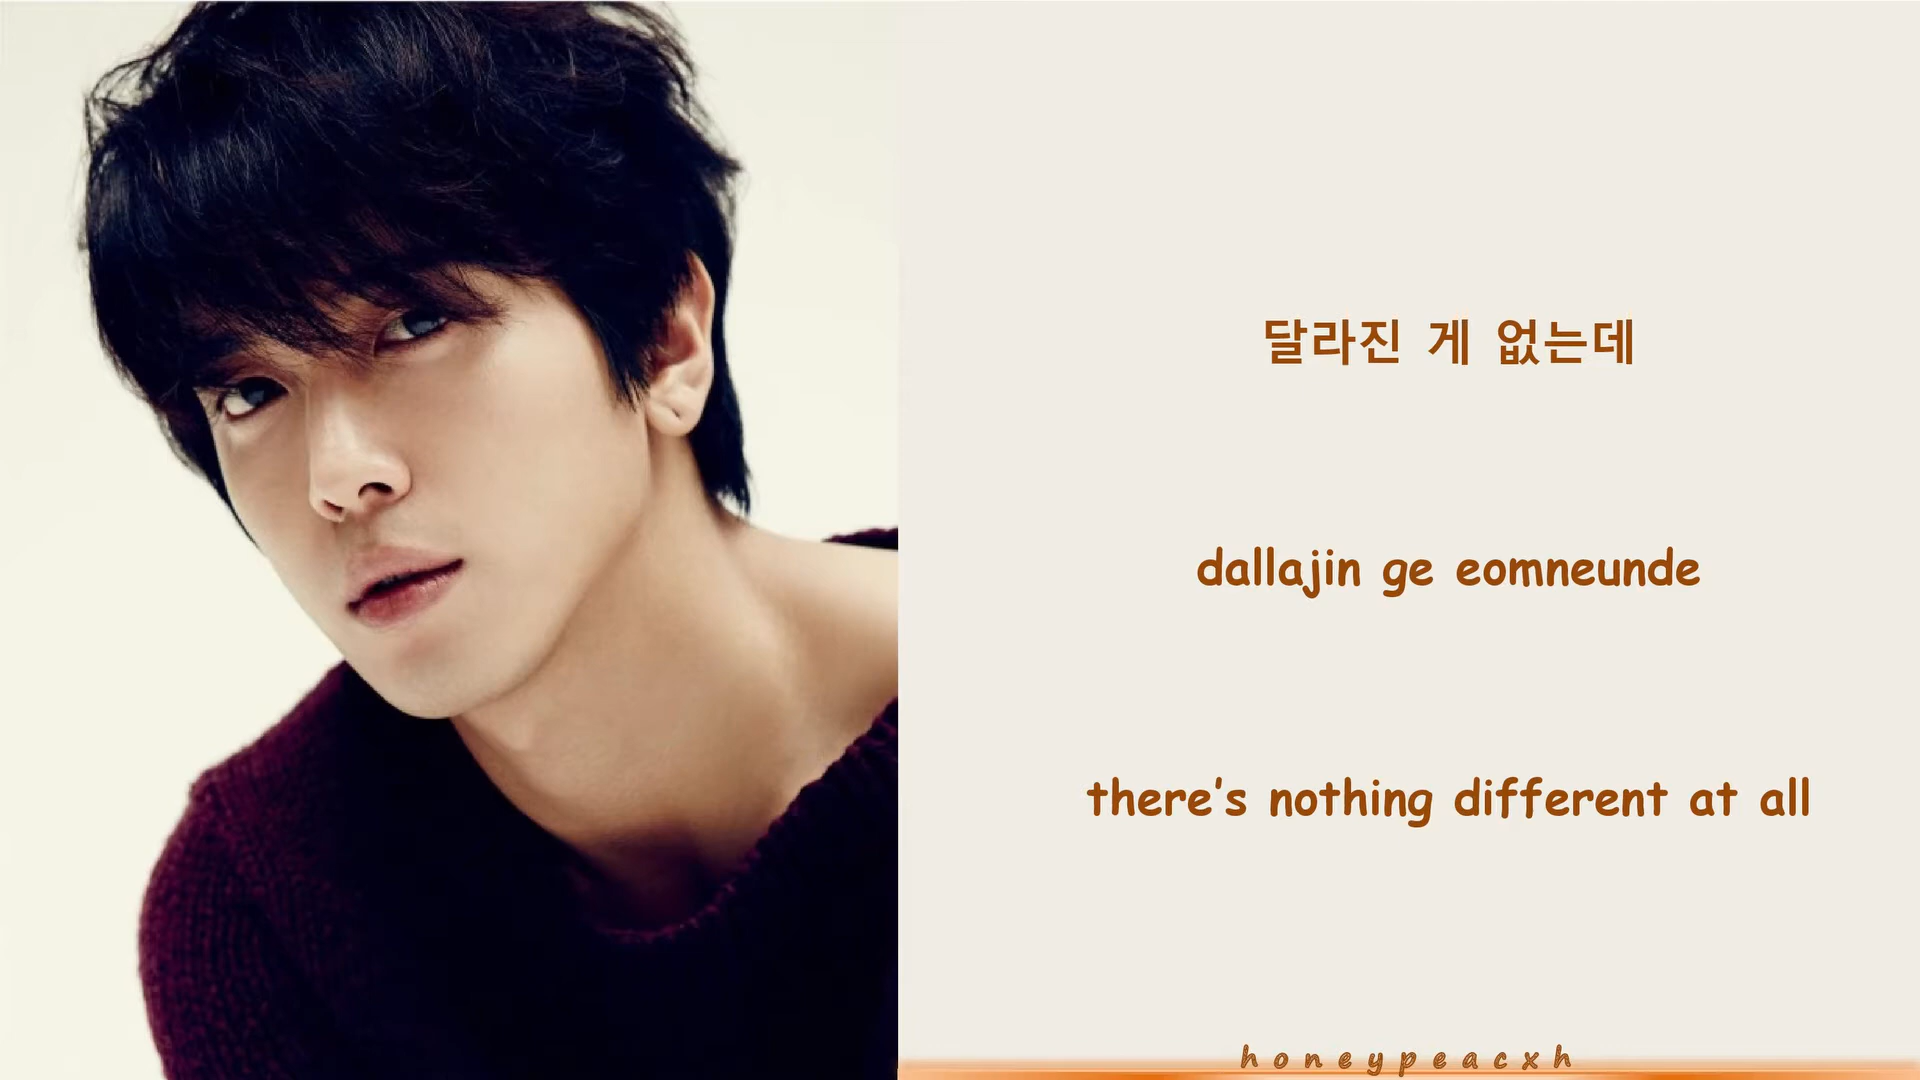 달라진 게 없는데
dallajin ge eomneunde
there's nothing different at all
honeypeacxh